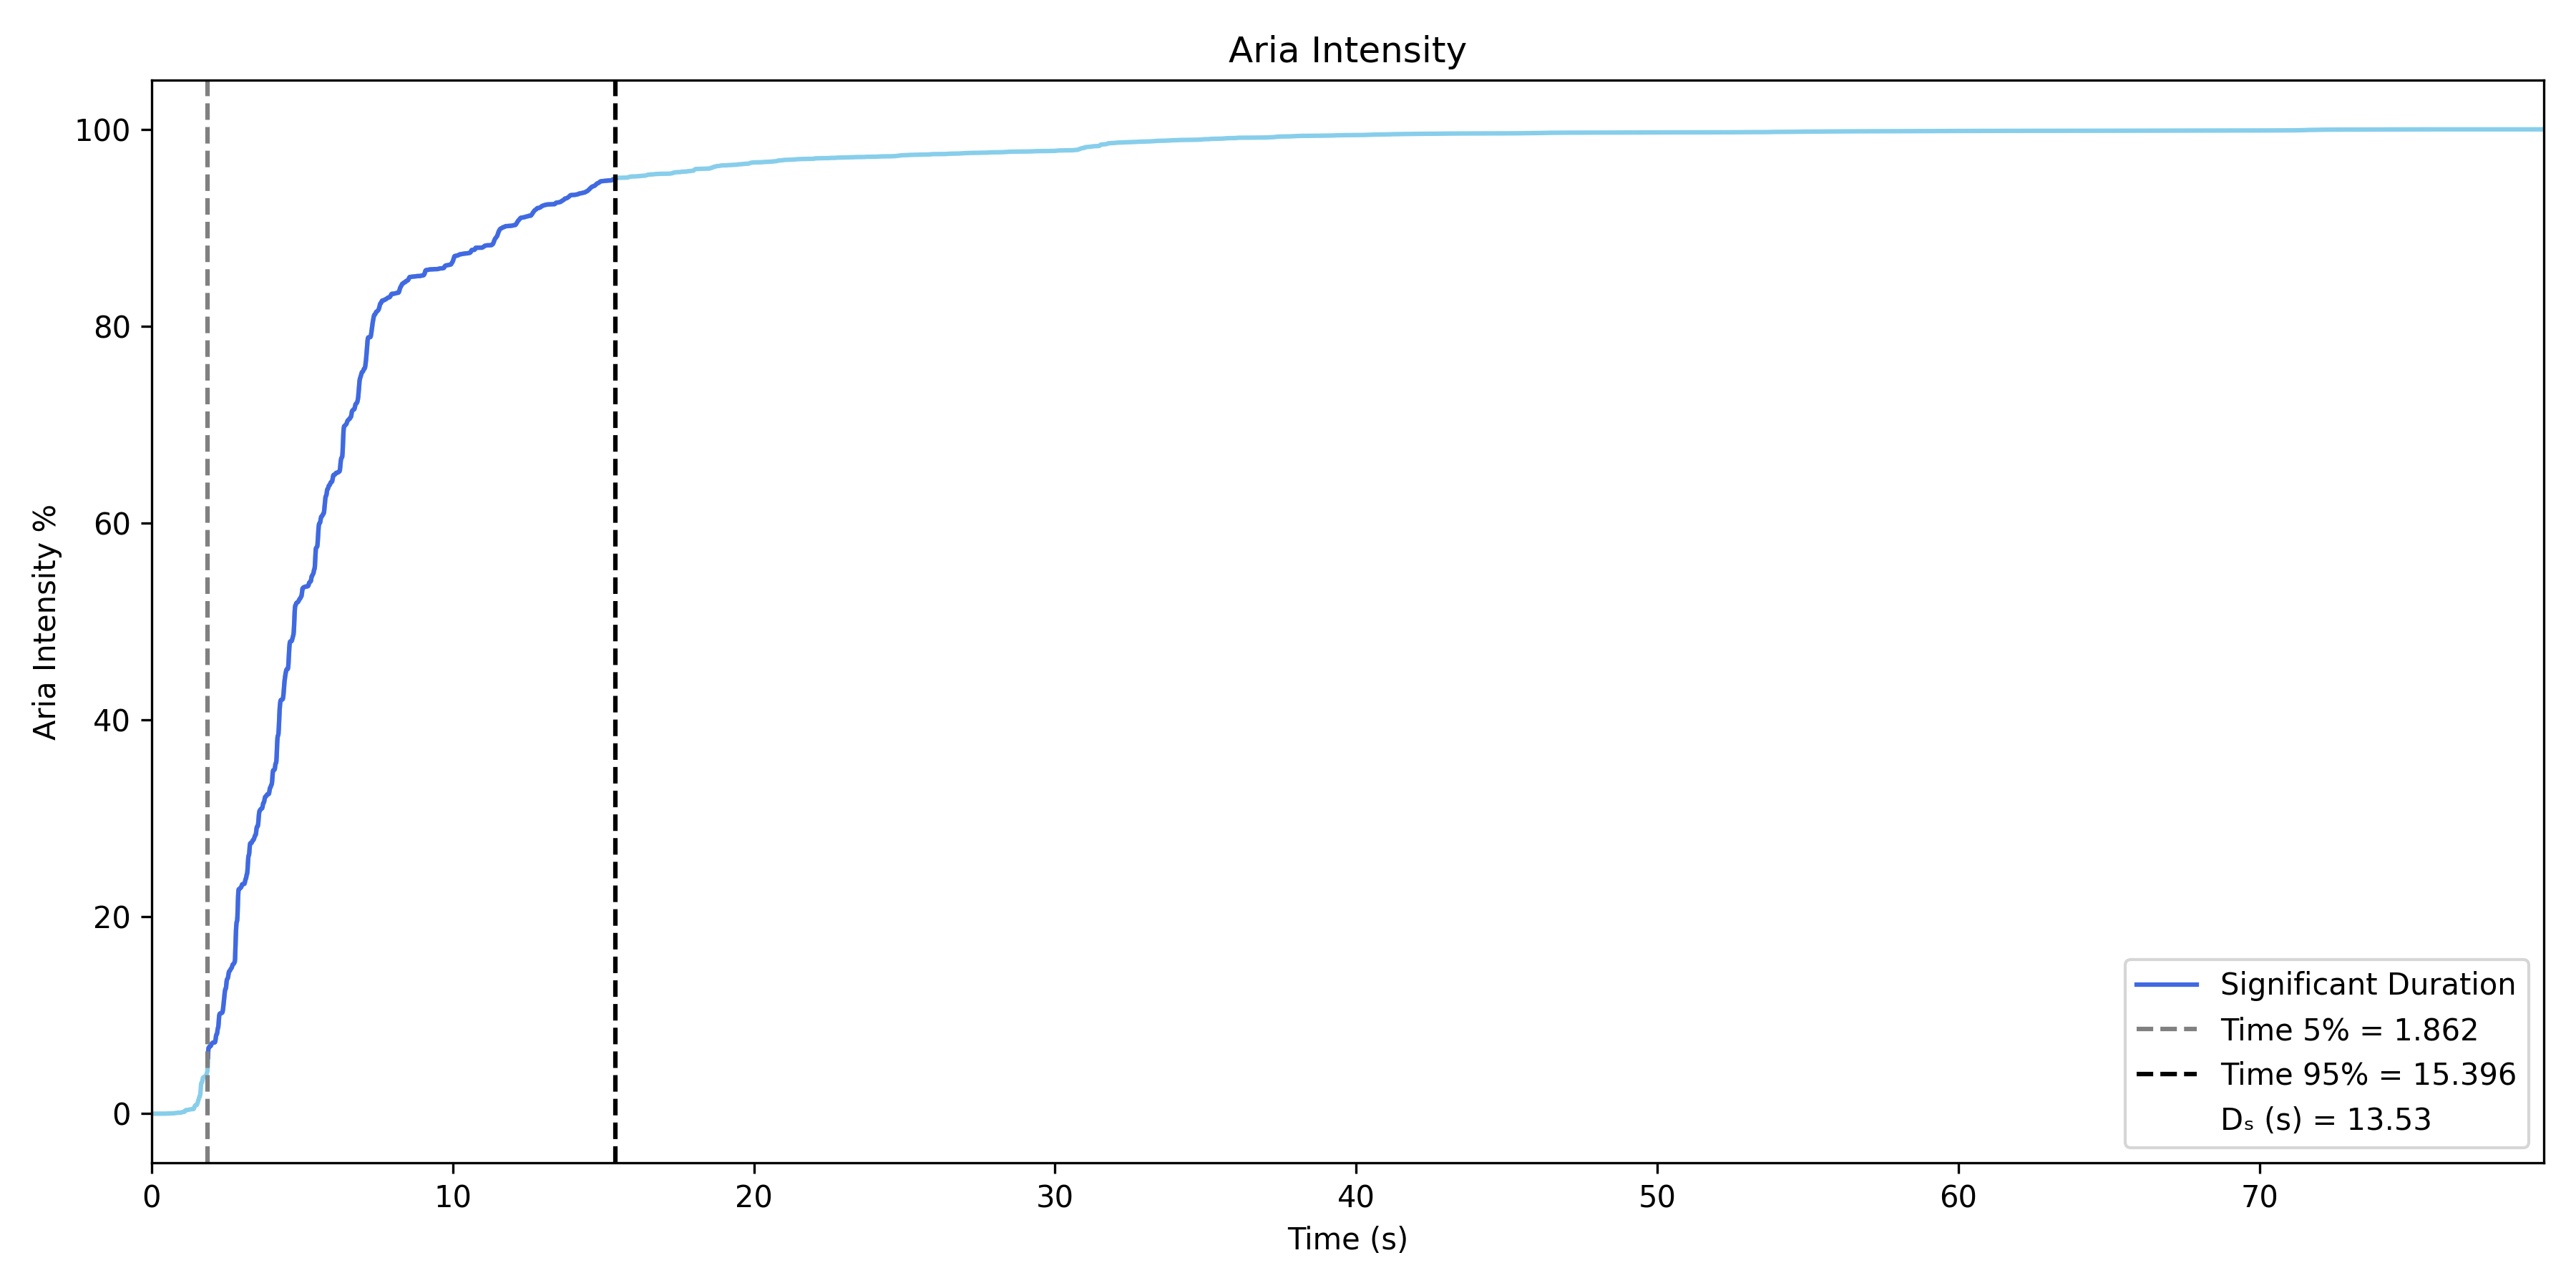 Aria Intensity
Aria Intensity %
100
80
60
40
20
0
0 10 20 30 40 50 60 70
Time (s)
Significant Duration
Time 5% = 1.862
Time 95% = 15.396
Dₛ (s) = 13.53